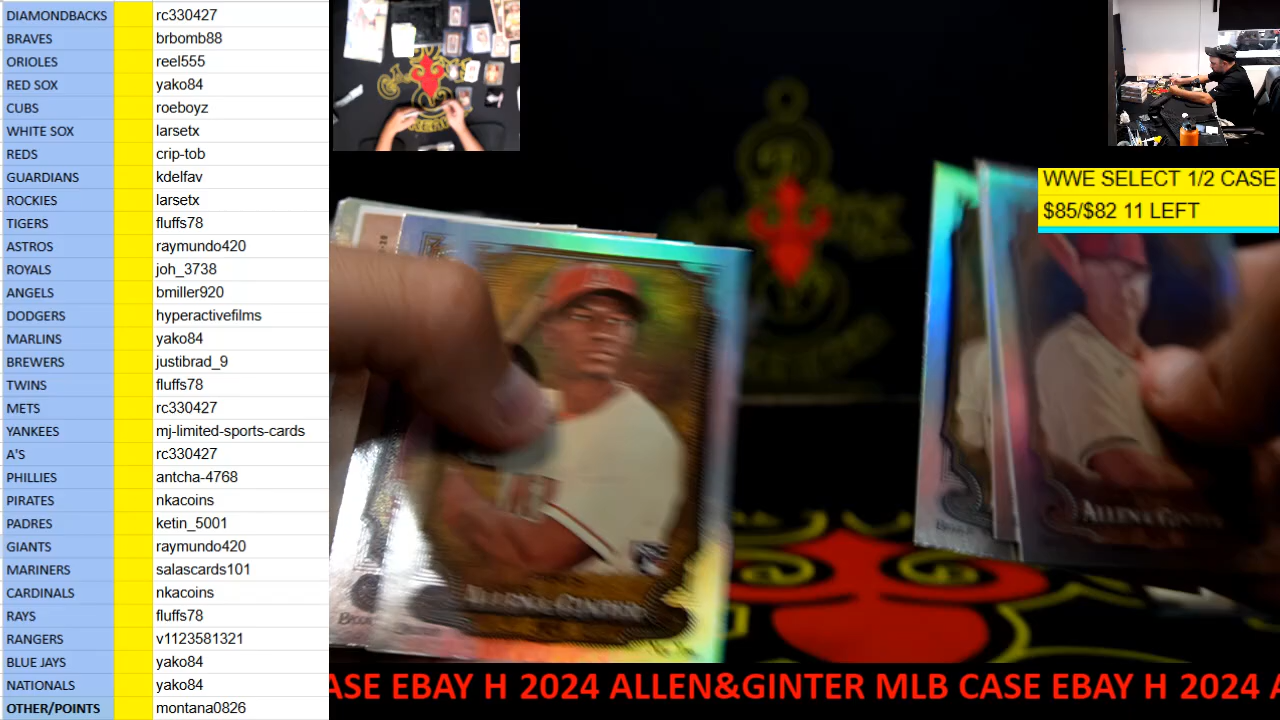 DIAMONDBACKS rc330427
BRAVES brbomb88
ORIOLES reel555
RED SOX yako84
CUBS roeboyz
WHITE SOX larsetx
REDS crip-tob
GUARDIANS kdelfav
ROCKIES larsetx
TIGERS fluffs78
ASTROS raymundo420
ROYALS joh_3738
ANGELS bmiller920
DODGERS hyperactivefilms
MARLINS yako84
BREWERS justibrad_9
TWINS fluffs78
METS rc330427
YANKEES mj-limited-sports-cards
A'S rc330427
PHILLIES antcha-4768
PIRATES nkacoins
PADRES ketin_5001
GIANTS raymundo420
MARINERS salascards101
CARDINALS nkacoins
RAYS fluffs78
RANGERS v1123581321
BLUE JAYS yako84
NATIONALS yako84
OTHER/POINTS montana0826
WWE SELECT 1/2 CASE
$85/$82 11 LEFT
ALLEN & GINTER
ALLEN & GINTER
ASE EBAY H 2024 ALLEN&GINTER MLB CASE EBAY H 2024 A